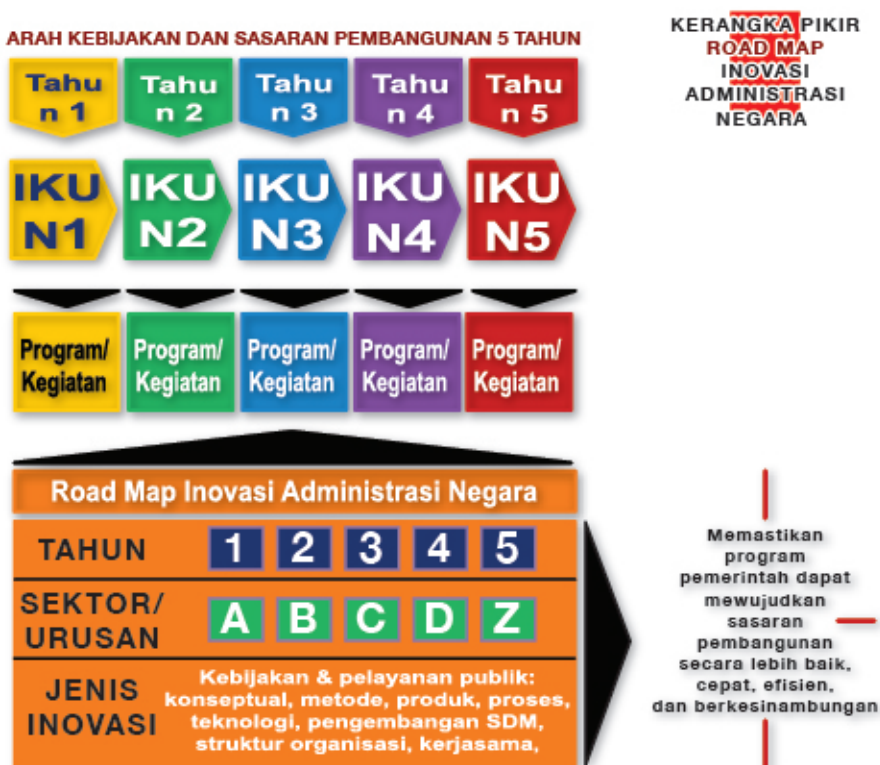 ARAH KEBIJAKAN DAN SASARAN PEMBANGUNAN 5 TAHUN
KERANGKA PIKIR
ROAD MAP
INOVASI
ADMINISTRASI
NEGARA
Tahu
n 1
Tahu
n 2
Tahu
n 3
Tahu
n 4
Tahu
n 5
IKU
N1
IKU
N2
IKU
N3
IKU
N4
IKU
N5
Program/
Kegiatan
Program/
Kegiatan
Program/
Kegiatan
Program/
Kegiatan
Program/
Kegiatan
Road Map Inovasi Administrasi Negara
TAHUN
1 2 3 4 5
SEKTOR/
URUSAN
A B C D Z
JENIS
INOVASI
Kebijakan & pelayanan publik:
konseptual, metode, produk, proses,
teknologi, pengembangan SDM,
struktur organisasi, kerjasama,
Memastikan
program
pemerintah dapat
mewujudkan
sasaran
pembangunan
secara lebih baik,
cepat, efisien,
dan berkesinambungan